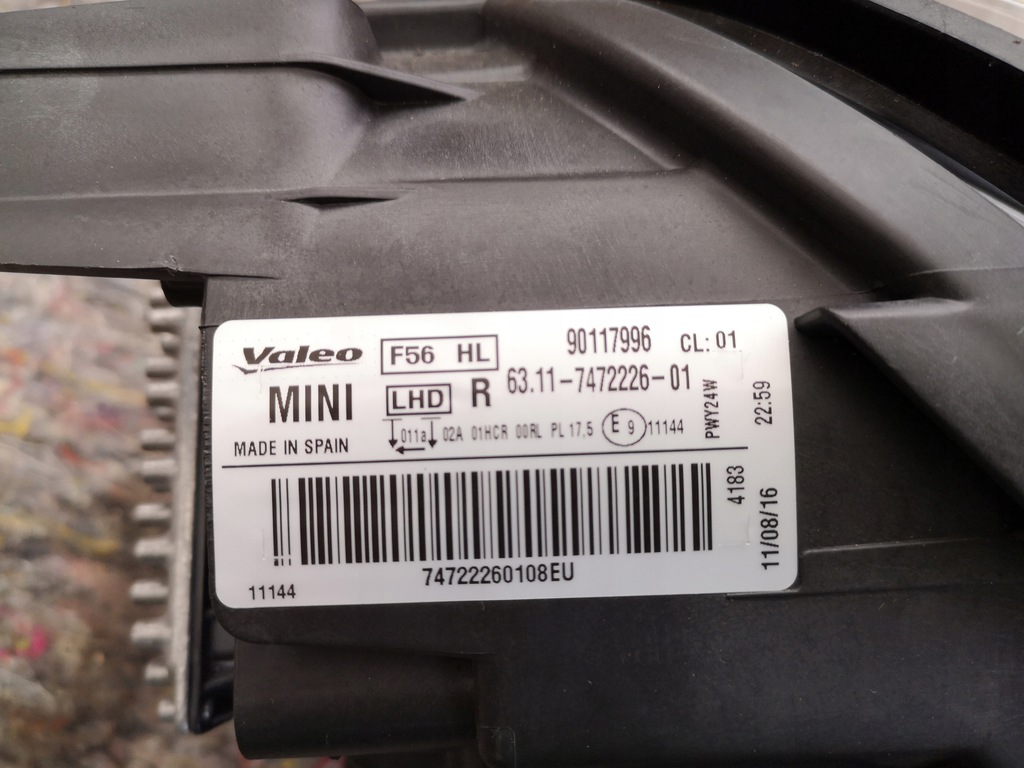 Valeo F56 HL 90117996 CL: 01
MINI LHD R 63.11-7472226-01
MADE IN SPAIN 011a 02A 01HCR 00RL PL 17,5 E 9 11144
PWY24W 22:59
4183 11/08/16
74722260108EU
11144